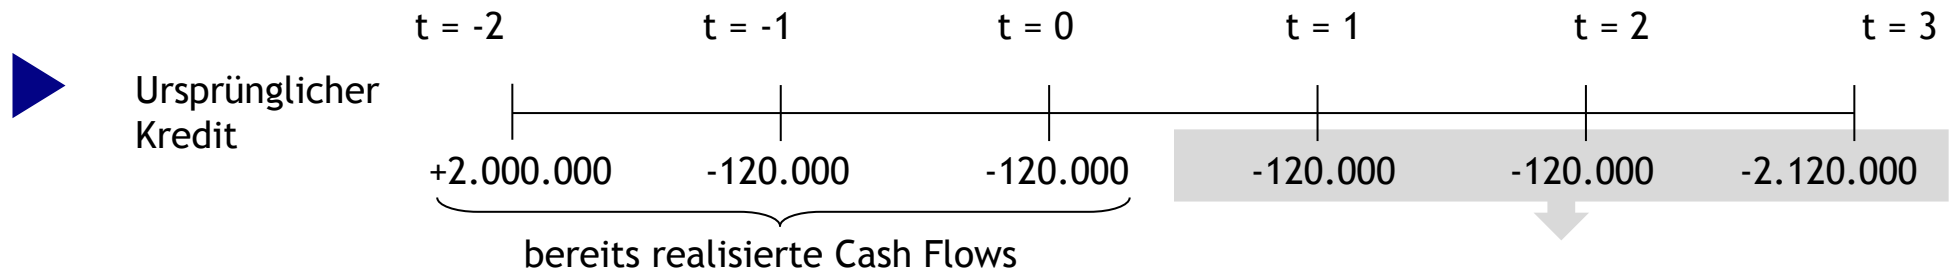 t = -2 t = -1 t = 0 t = 1 t = 2 t = 3
Ursprünglicher
Kredit
+2.000.000 -120.000 -120.000 -120.000 -120.000 -2.120.000
bereits realisierte Cash Flows